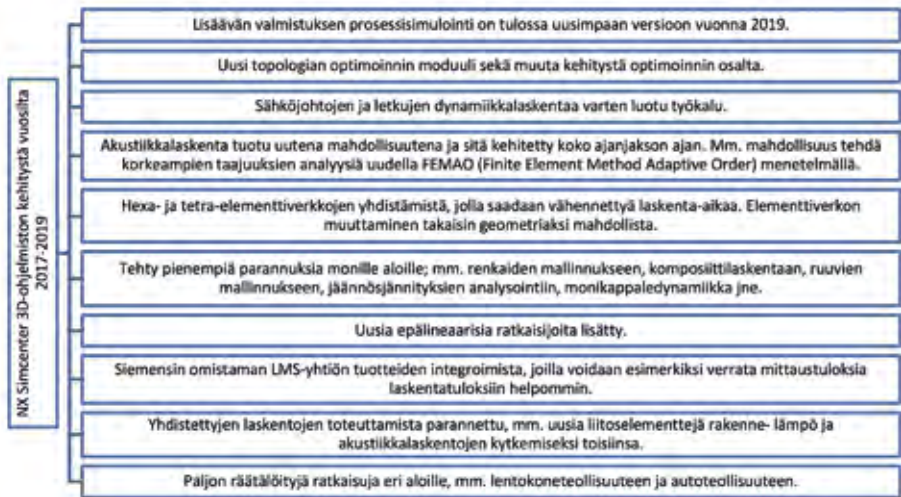 NX Simcenter 3D-ohjelmiston kehitystä vuosilta
2017-2019
Lisäävän valmistuksen prosessisimulointi on tulossa uusimpaan versioon vuonna 2019.
Uusi topologian optimoinnin moduuli sekä muuta kehitystä optimoinnin osalta.
Sähköjohtojen ja letkujen dynamiikkalaskentaa varten luotu työkalu.
Akustiikkalaskenta tuotu uutena mahdollisuutena ja sitä kehitetty koko ajanjakson ajan. Mm. mahdollisuus tehdä
korkeampien taajuuksien analyysiä uudella FEMAO (Finite Element Method Adaptive Order) menetelmällä.
Hexa- ja tetra-elementtiverkkojen yhdistämistä, jolla saadaan vähennettyä laskenta-aikaa. Elementtiverkon
muuttaminen takaisin geometriaksi mahdollista.
Tehty pienempiä parannuksia monille aloille; mm. renkaiden mallinnukseen, komposiittilaskentaan, ruuvien
mallinnukseen, jäännösjännityksien analysointiin, monikappaledynamiikka jne.
Uusia epälineaarisia ratkaisijoita lisätty.
Siemensin omistaman LMS-yhtiön tuotteiden integroimista, joilla voidaan esimerkiksi verrata mittaustuloksia
laskentatuloksiin helpommin.
Yhdistettyjen laskentojen toteuttamista parannettu, mm. uusia liitoselementtejä rakenne- lämpö ja
akustiikkalaskentojen kytkemiseksi toisiinsa.
Paljon räätälöityjä ratkaisuja eri aloille, mm. lentokoneteollisuuteen ja autoteollisuuteen.